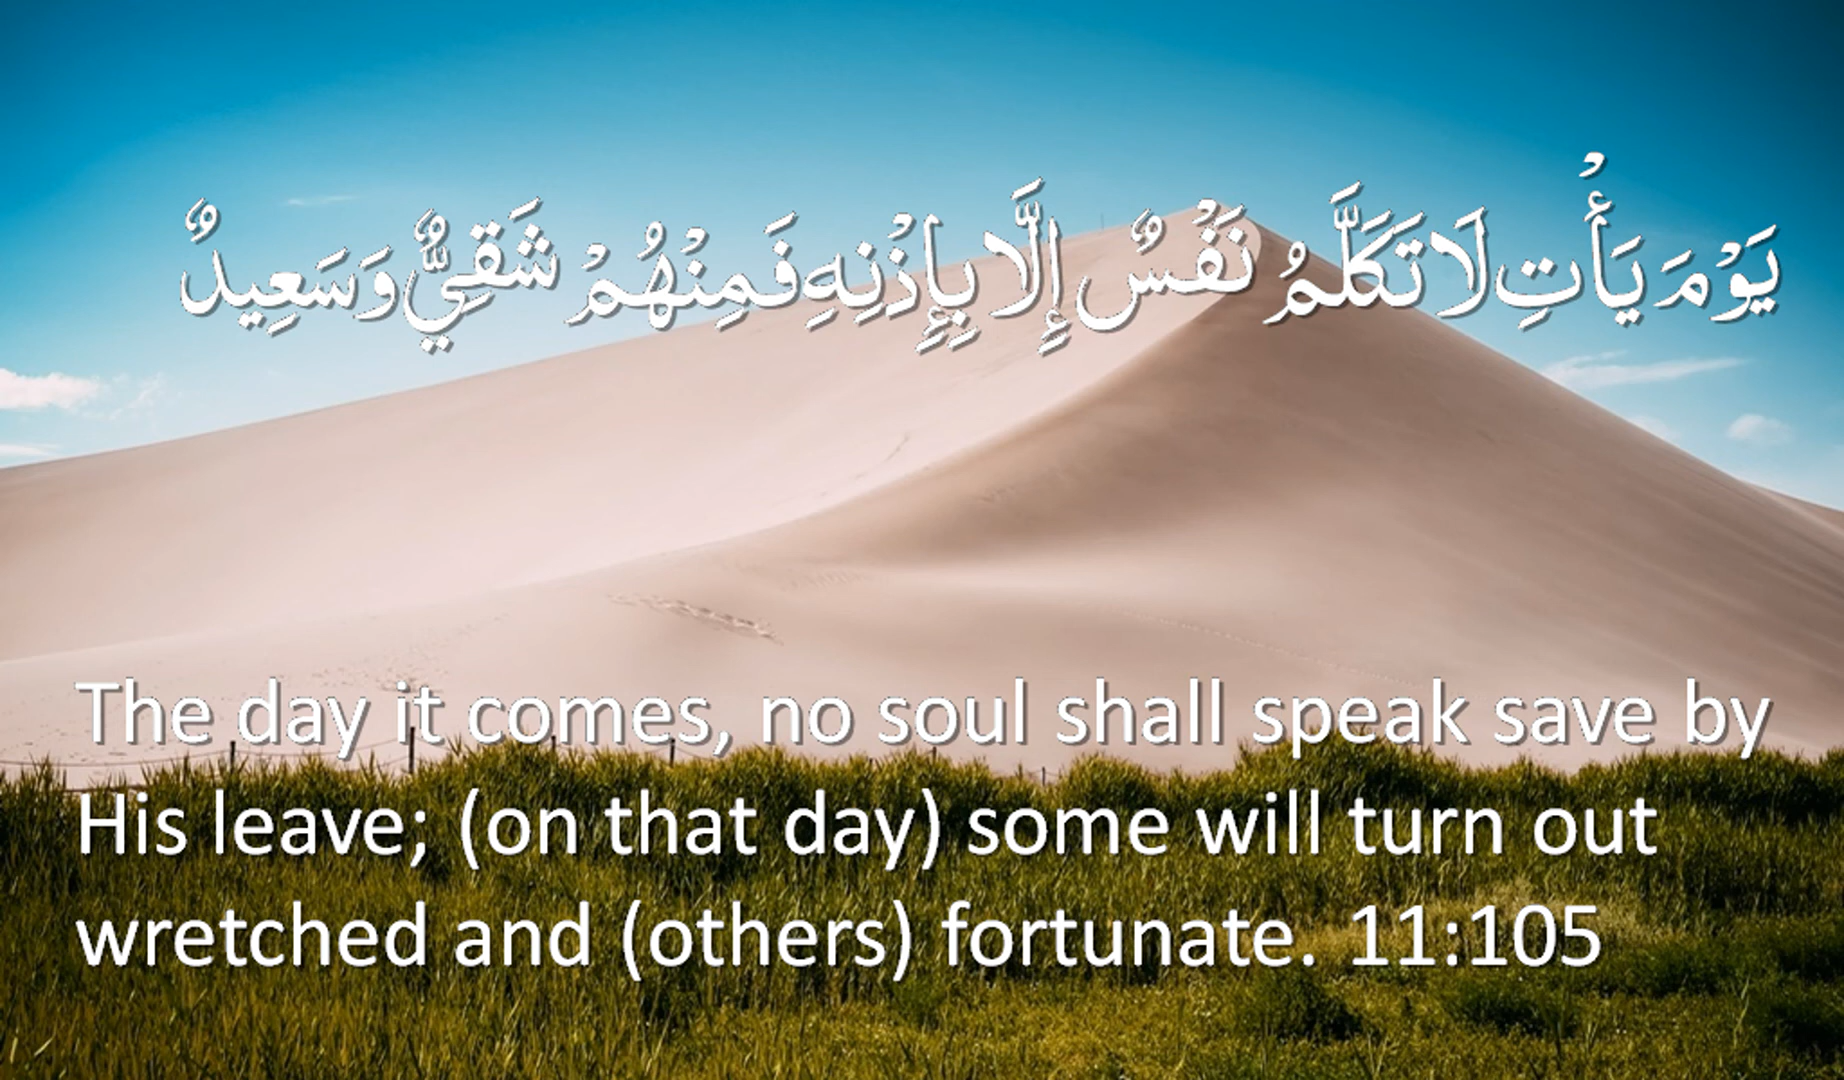 يَوْمَ يَأْتِ لَا تَكَلَّمُ نَفْسٌ إِلَّا بِإِذْنِهِ فَمِنْهُمْ شَقِيٌّ وَسَعِيدٌ
The day it comes, no soul shall speak save by
His leave; (on that day) some will turn out
wretched and (others) fortunate. 11:105